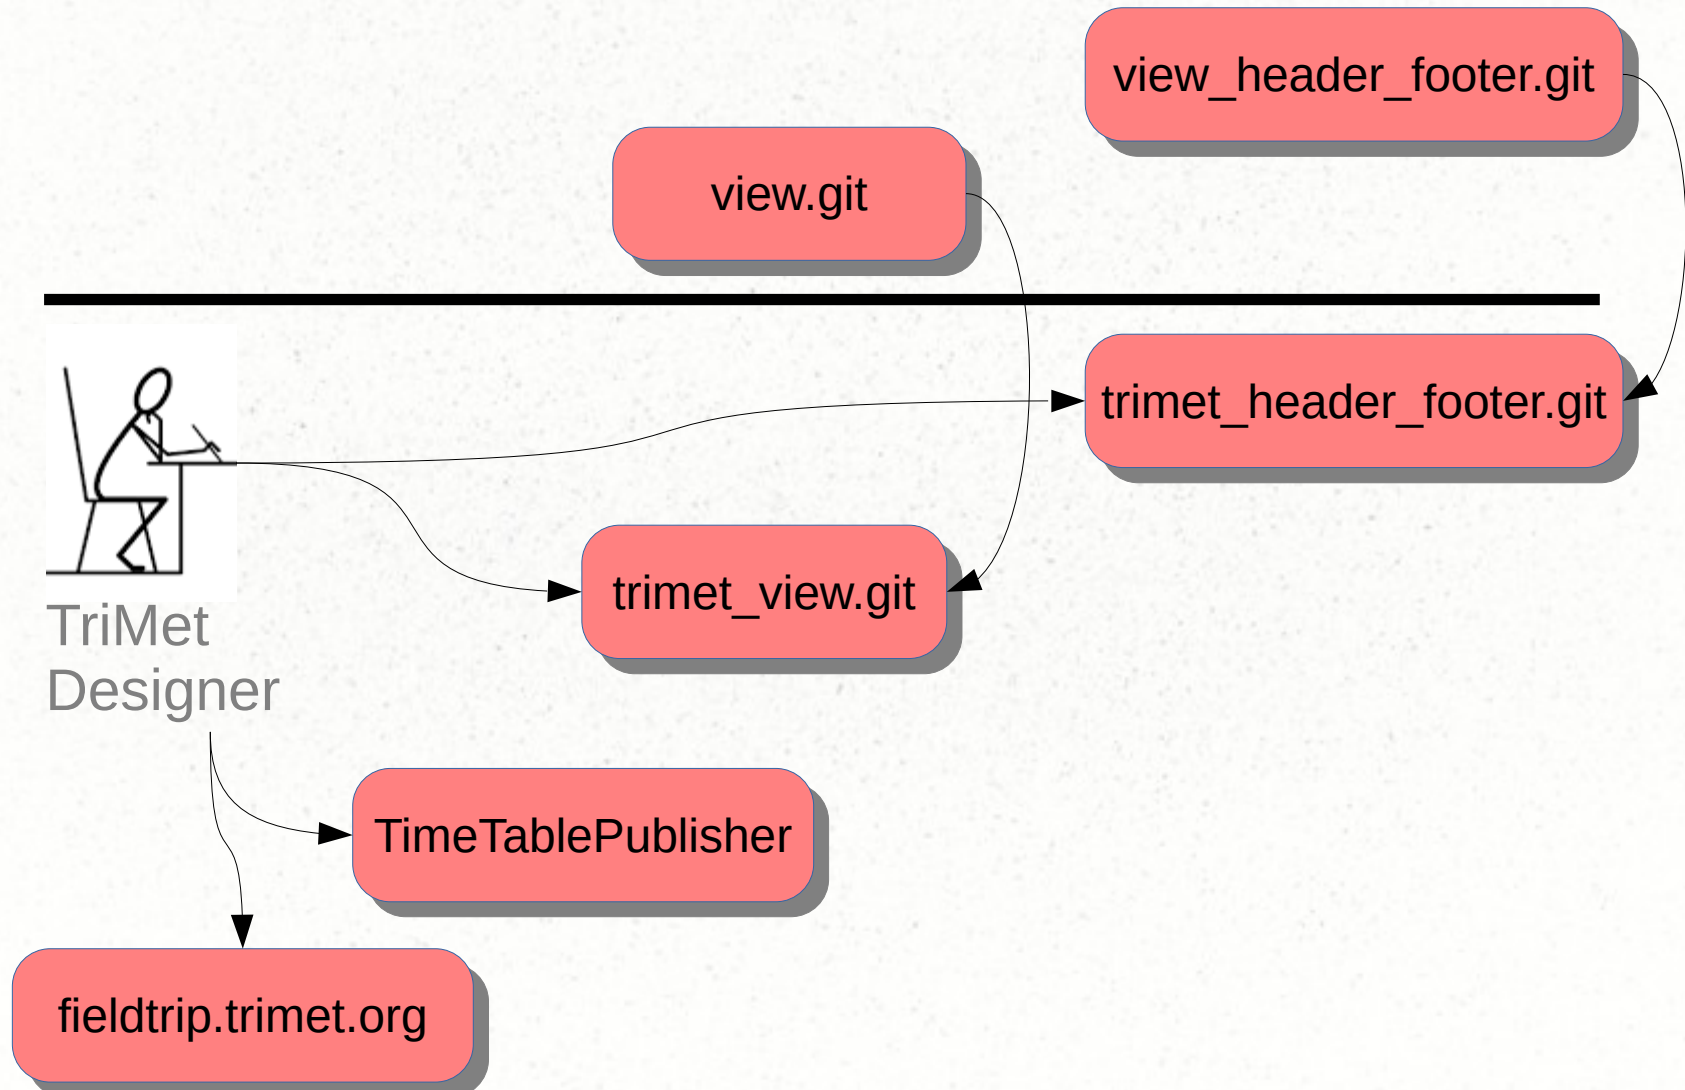 view_header_footer.git
view.git
trimet_header_footer.git
trimet_view.git
TriMet
Designer
TimeTablePublisher
fieldtrip.trimet.org